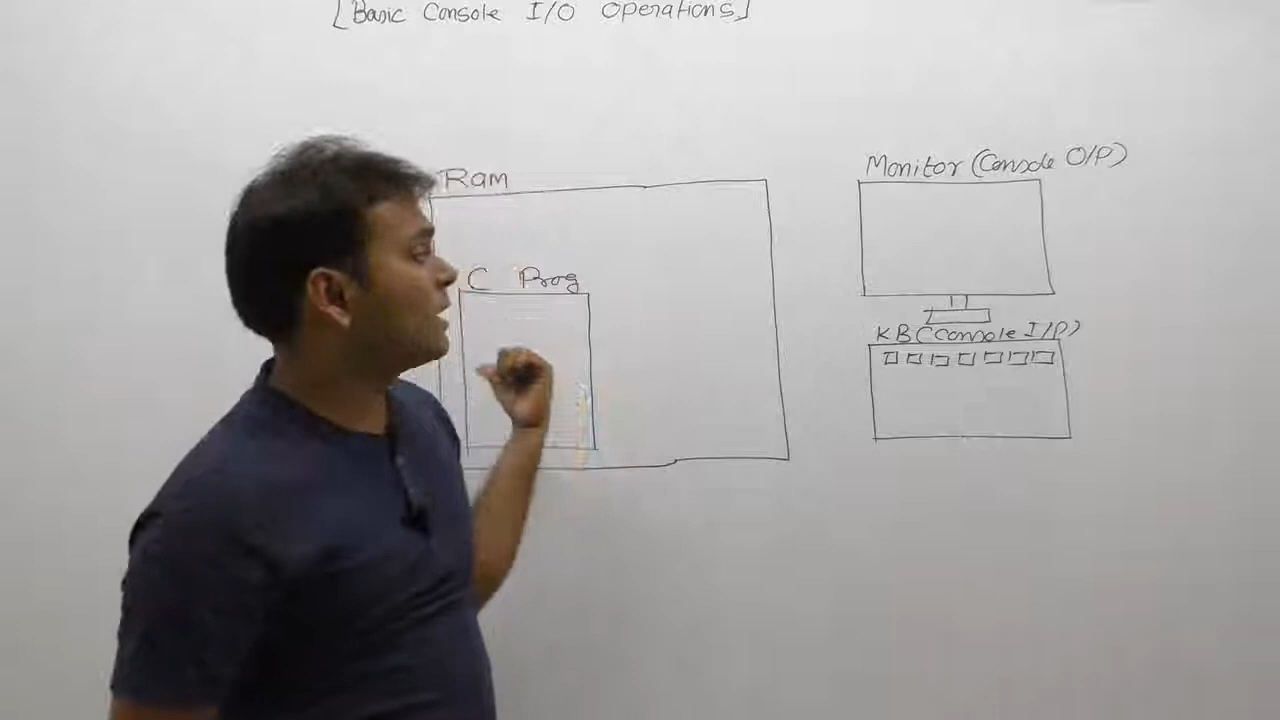 [Basic Console I/O Operations]
Ram
C Prog
Monitor (Console O/P)
KB (Console I/P)